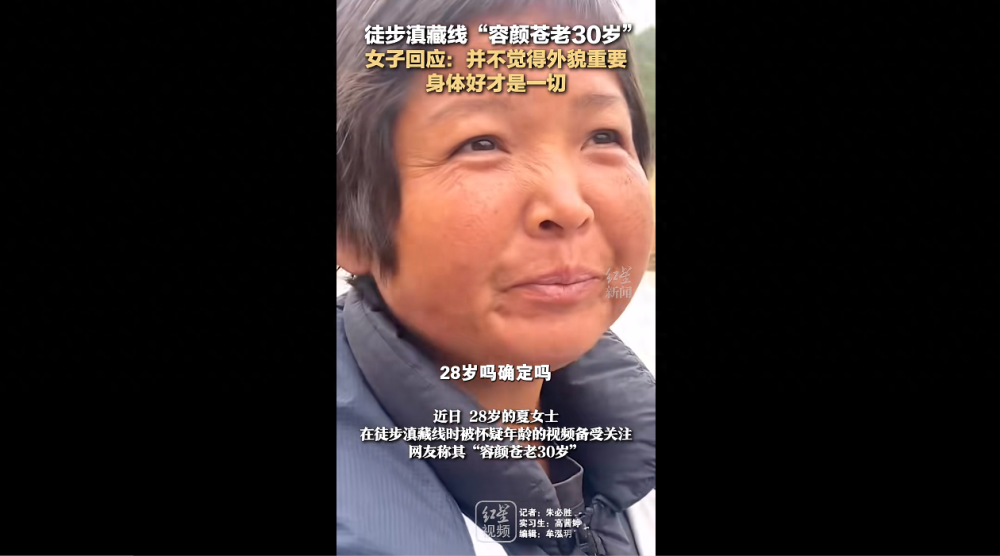 徒步滇藏线“容颜苍老30岁”
女子回应：并不觉得外貌重要
身体好才是一切
红星
新闻
28岁吗确定吗
近日 28岁的夏女士
在徒步滇藏线时被怀疑年龄的视频备受关注
网友称其“容颜苍老30岁”
红星
视频
记者：朱必胜
实习生：高茜婷
编辑：牟泓玥